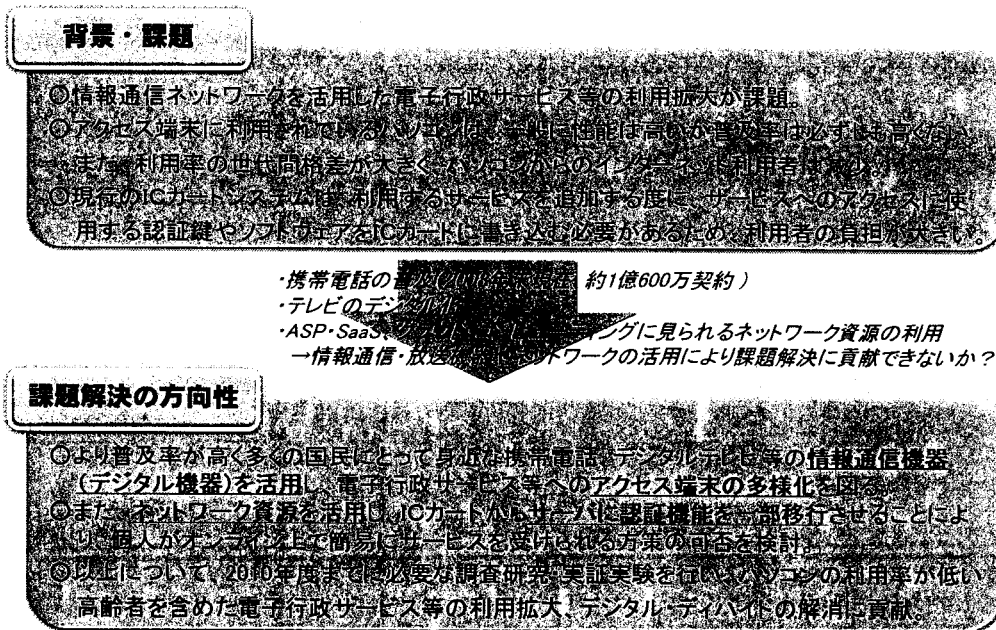 背景・課題
○情報通信ネットワークを活用した電子行政サービス等の利用拡大が課題。
○アクセス端末に利用されているパソコンは、一般に性能は高いが普及率は必ずしも高くない。
また、利用率の世代間格差が大きく、パソコンからのインターネット利用者は減少。
○現行のICカードシステムは、利用するサービスを追加する度に、サービスへのアクセスに使
用する認証鍵やソフトウェアをICカードに書き込む必要があるため、利用者の負担が大きい。
・携帯電話の普及( 約1億600万契約 )
・テレビのデジタル化
・ASP・SaaS、 ングに見られるネットワーク資源の利用
→情報通信・放送 ネットワークの活用により課題解決に貢献できないか?
課題解決の方向性
○より普及率が高く多くの国民にとって身近な携帯電話、デジタルテレビ等の情報通信機器
(デジタル機器)を活用し、電子行政サービス等へのアクセス端末の多様化を図る。
○また、ネットワーク資源を活用し、ICカードからサーバに認証機能を一部移行させることによ
り、個人がオンライン上で簡易にサービスを受けられる方策の可否を検討。
○以上について、2010年度までに必要な調査研究・実証実験を行い、パソコンの利用率が低い
高齢者を含めた電子行政サービス等の利用拡大、デジタル・ディバイドの解消に貢献。